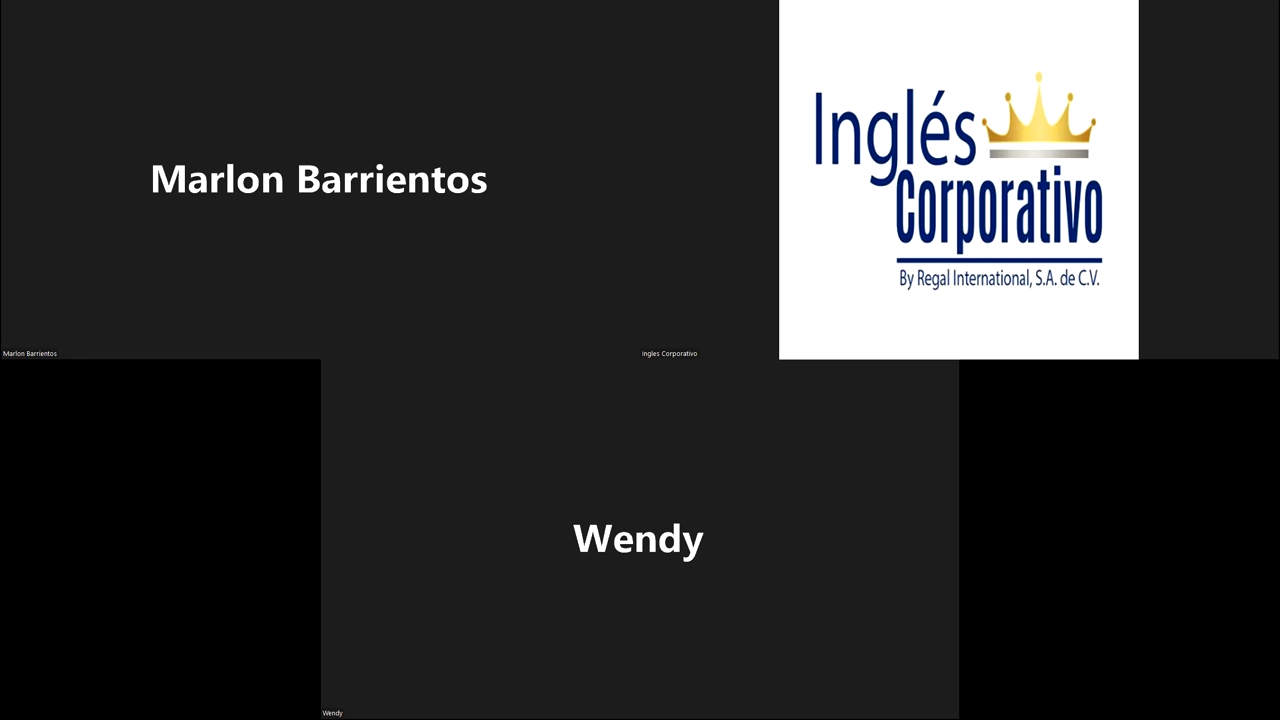 Marlon Barrientos
Inglés
Corporativo
By Regal International, S.A. de C.V.
Marlon Barrientos
Ingles Corporativo
Wendy
Wendy